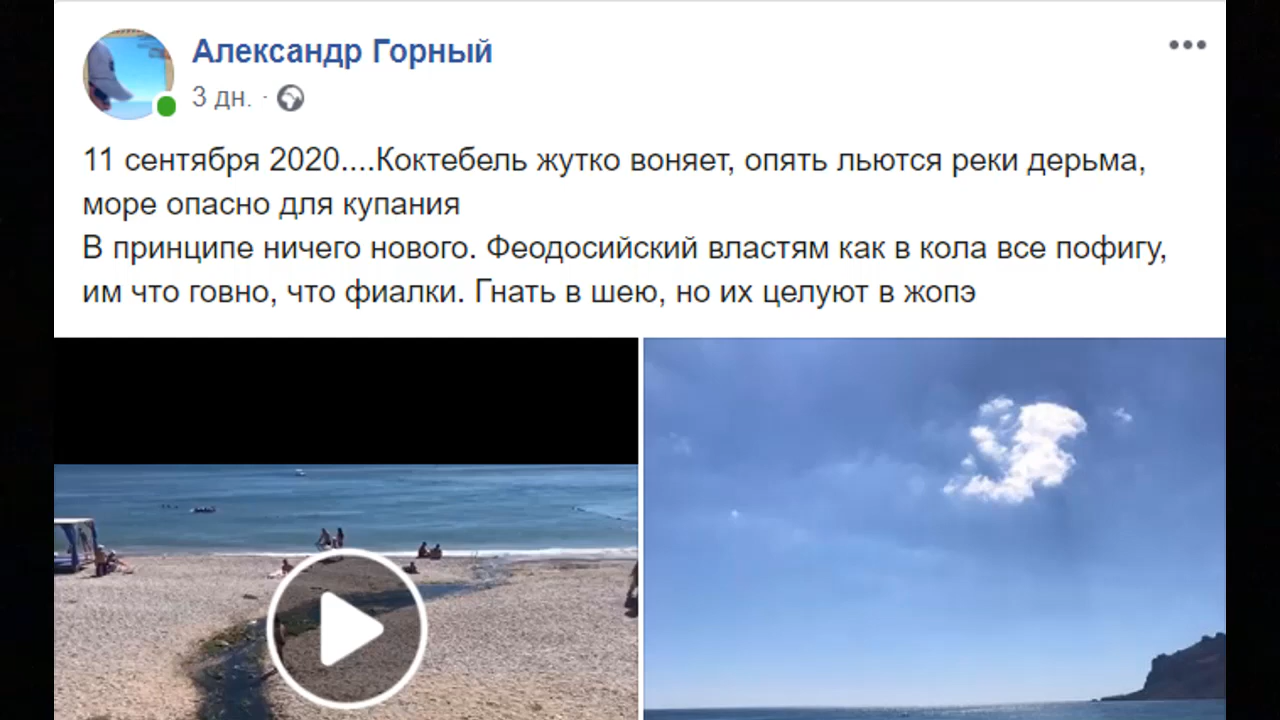 Александр Горный
3 дн. ·
11 сентября 2020....Коктебель жутко воняет, опять льются реки дерьма,
море опасно для купания
В принципе ничего нового. Феодосийский властям как в кола все пофигу,
им что говно, что фиалки. Гнать в шею, но их целуют в жопэ